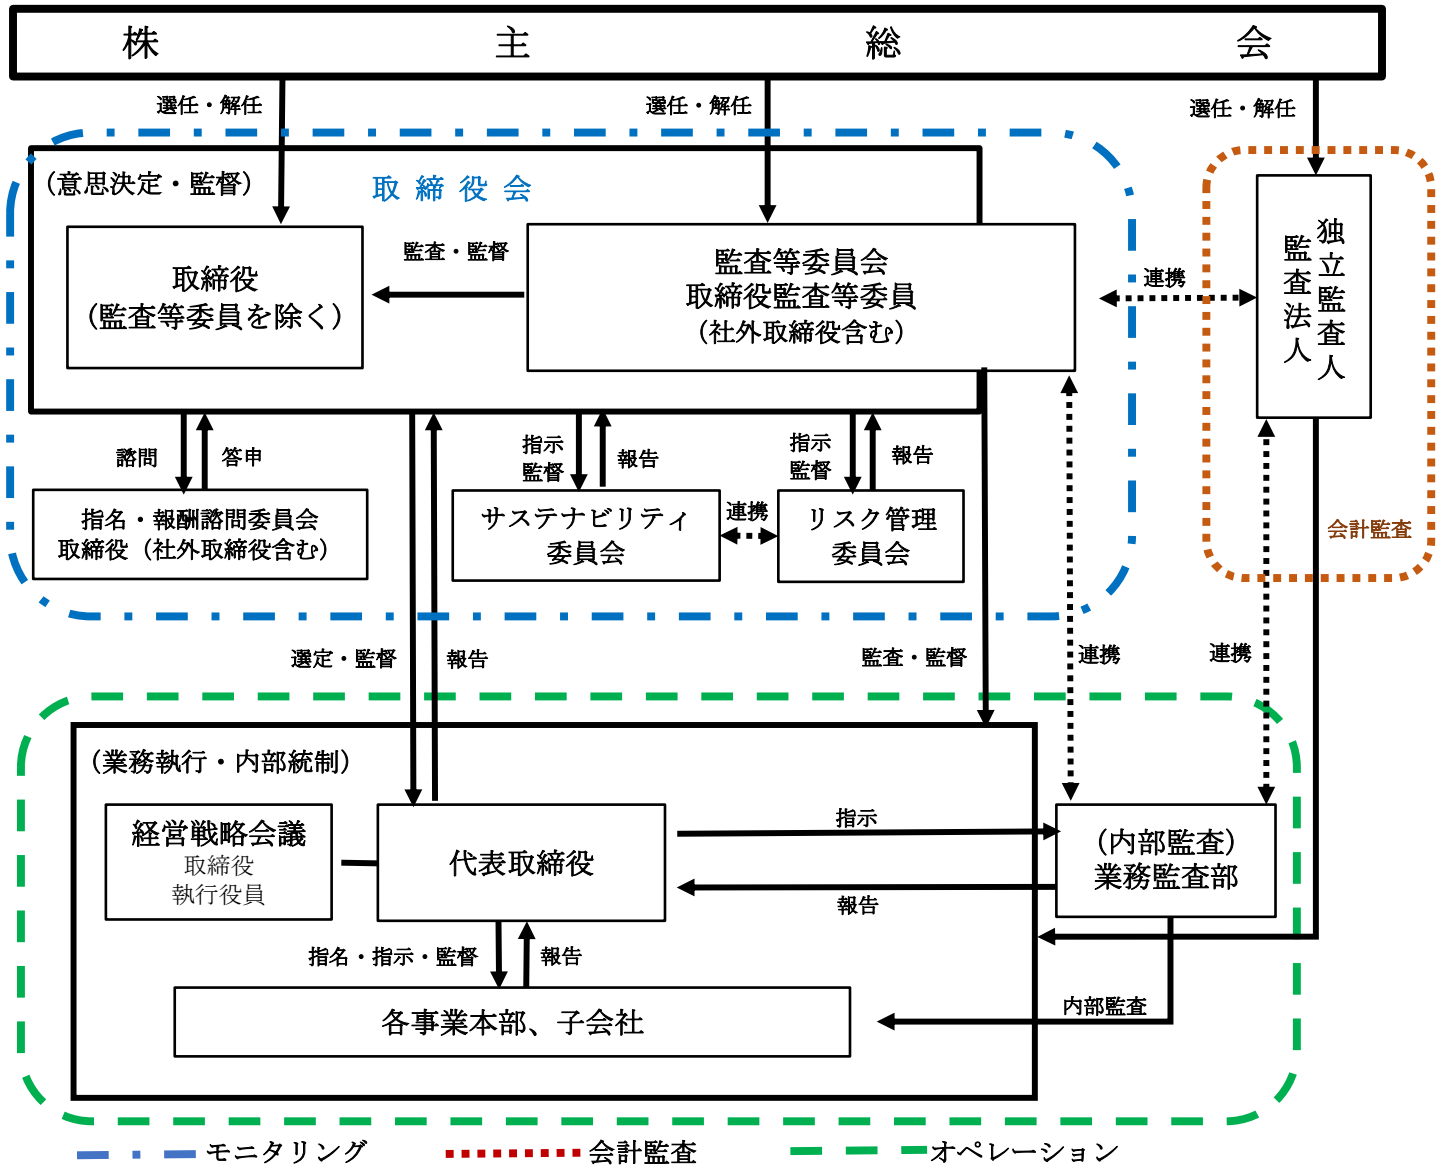 株主総会
選任・解任
選任・解任
選任・解任
(意思決定・監督)
取締役会
取締役
(監査等委員を除く)
監査・監督
監査等委員会
取締役監査等委員
(社外取締役含む)
連携
独立監査人
監査法人
会計監査
諮問
答申
指示
監督
報告
指示
監督
報告
指名・報酬諮問委員会
取締役(社外取締役含む)
サステナビリティ
委員会
連携
リスク管理
委員会
選定・監督
報告
監査・監督
連携
連携
(業務執行・内部統制)
経営戦略会議
取締役
執行役員
代表取締役
指示
報告
(内部監査)
業務監査部
指名・指示・監督
報告
内部監査
各事業本部、子会社
モニタリング
会計監査
オペレーション